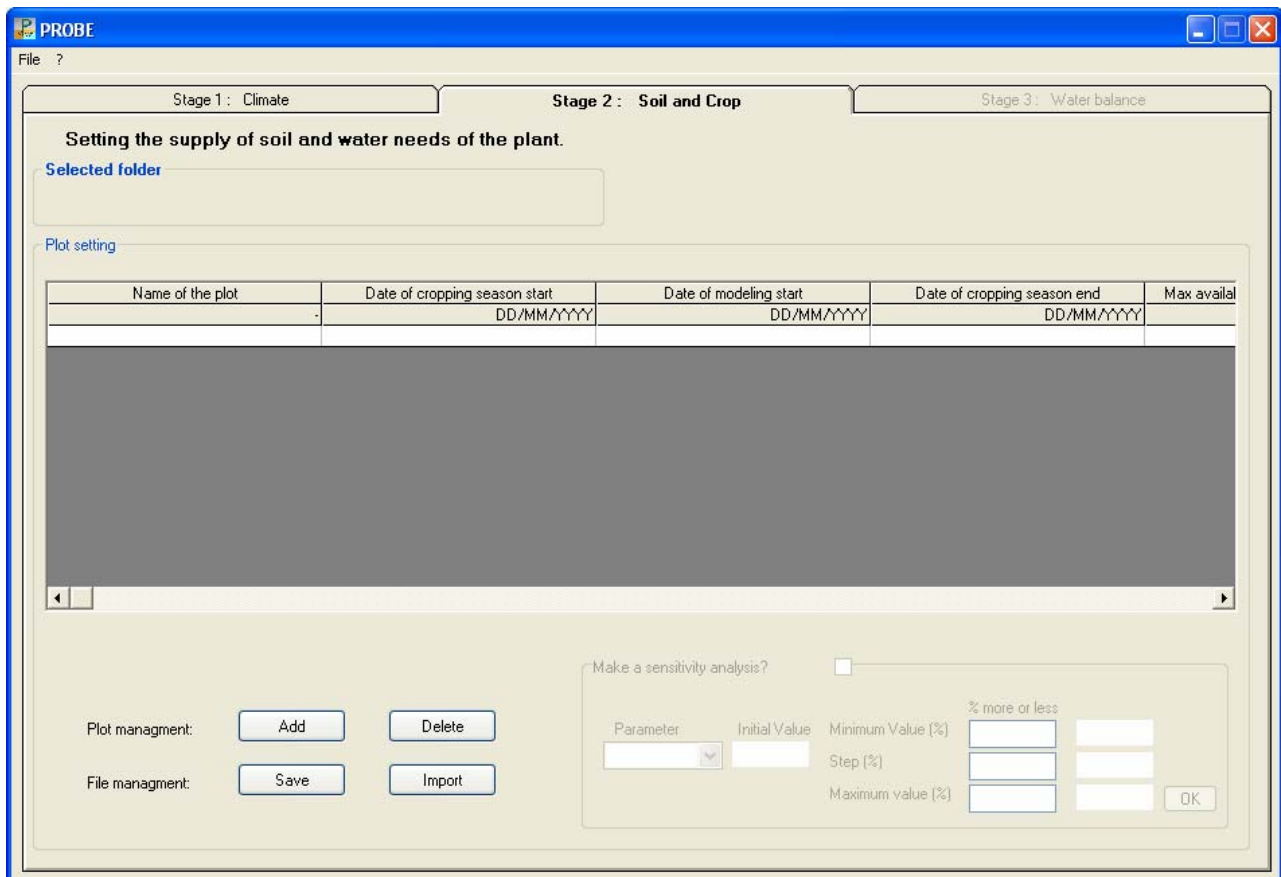 PROBE
File ?
Stage 1 : Climate Stage 2 : Soil and Crop Stage 3 : Water balance
Setting the supply of soil and water needs of the plant.
Selected folder
Plot setting
Name of the plot Date of cropping season start Date of modeling start Date of cropping season end Max availal
- DD/MM/YYYY DD/MM/YYYY DD/MM/YYYY
Make a sensitivity analysis?
% more or less
Plot managment: Add Delete Parameter Initial Value Minimum Value (%)
Step (%)
File managment: Save Import Maximum value (%) OK